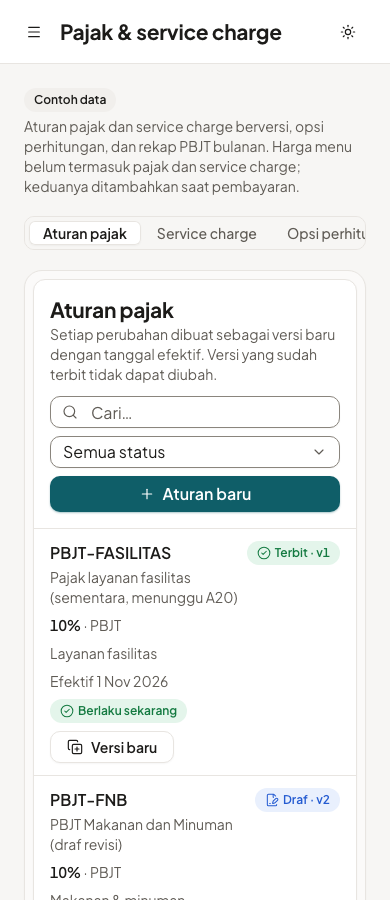 Pajak & service charge
Contoh data
Aturan pajak dan service charge berversi, opsi
perhitungan, dan rekap PBJT bulanan. Harga menu
belum termasuk pajak dan service charge;
keduanya ditambahkan saat pembayaran.
Aturan pajak Service charge Opsi perhitu
Aturan pajak
Setiap perubahan dibuat sebagai versi baru
dengan tanggal efektif. Versi yang sudah
terbit tidak dapat diubah.
Cari...
Semua status
+ Aturan baru
PBJT-FASILITAS Terbit · v1
Pajak layanan fasilitas
(sementara, menunggu A20)
10% · PBJT
Layanan fasilitas
Efektif 1 Nov 2026
Berlaku sekarang
Versi baru
PBJT-FNB Draf · v2
PBJT Makanan dan Minuman
(draf revisi)
10% · PBJT
Makanan & minuman